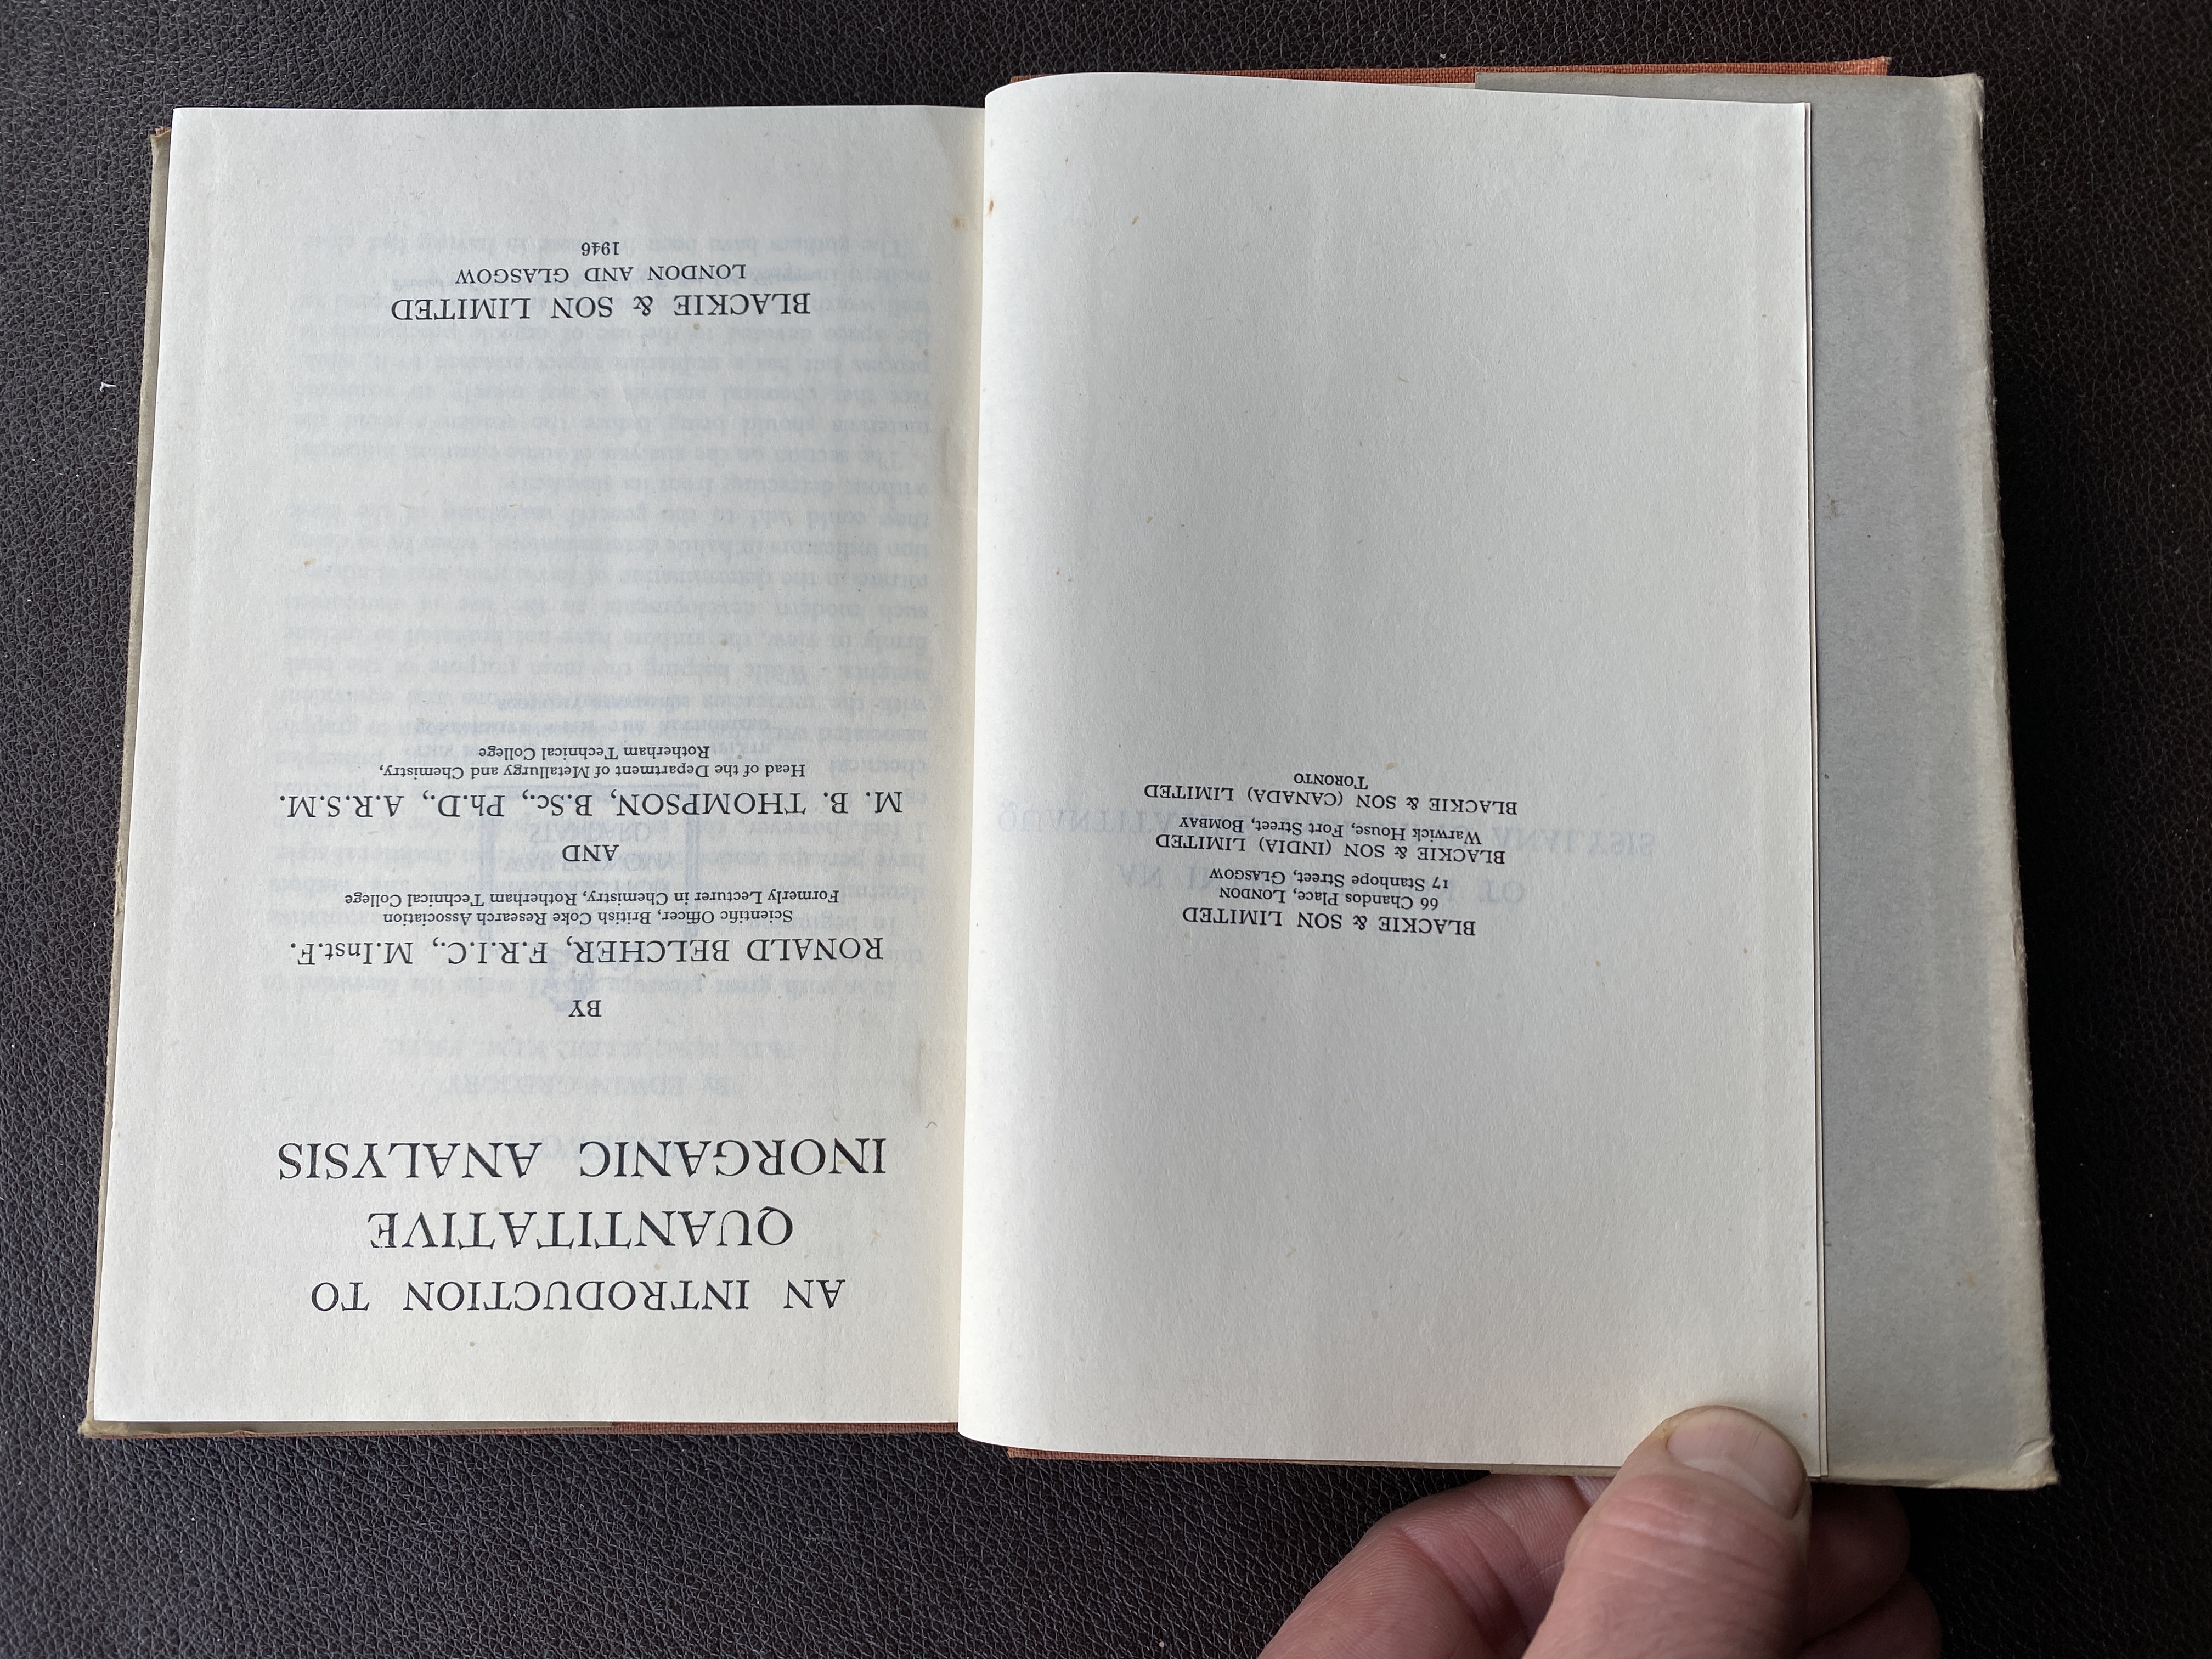 BLACKIE & SON LIMITED
66 Chandos Place, LONDON
17 Stanhope Street, GLASGOW
BLACKIE & SON (INDIA) LIMITED
Warwick House, Fort Street, BOMBAY
BLACKIE & SON (CANADA) LIMITED
TORONTO
AN INTRODUCTION TO
QUANTITATIVE
INORGANIC ANALYSIS
BY
RONALD BELCHER, F.R.I.C., M.Inst.F.
Scientific Officer, British Coke Research Association
Formerly Lecturer in Chemistry, Rotherham Technical College
AND
M. B. THOMPSON, B.Sc., Ph.D., A.R.S.M.
Head of the Department of Metallurgy and Chemistry,
Rotherham Technical College
BLACKIE & SON LIMITED
LONDON AND GLASGOW
1946